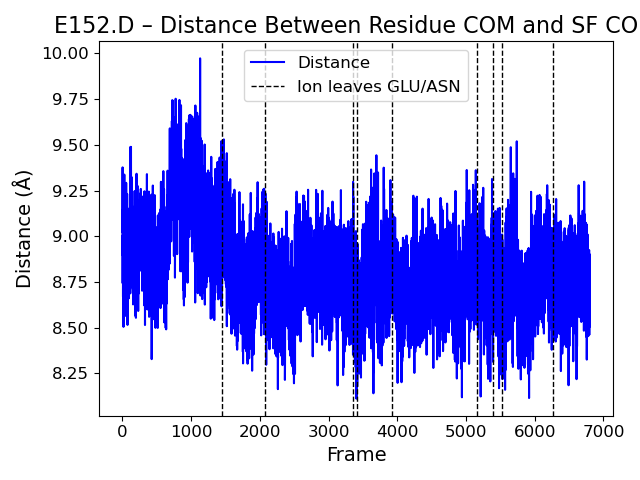 E152.D – Distance Between Residue COM and SF CO
Distance
Ion leaves GLU/ASN
Distance (Å)
10.00
9.75
9.50
9.25
9.00
8.75
8.50
8.25
0 1000 2000 3000 4000 5000 6000 7000
Frame